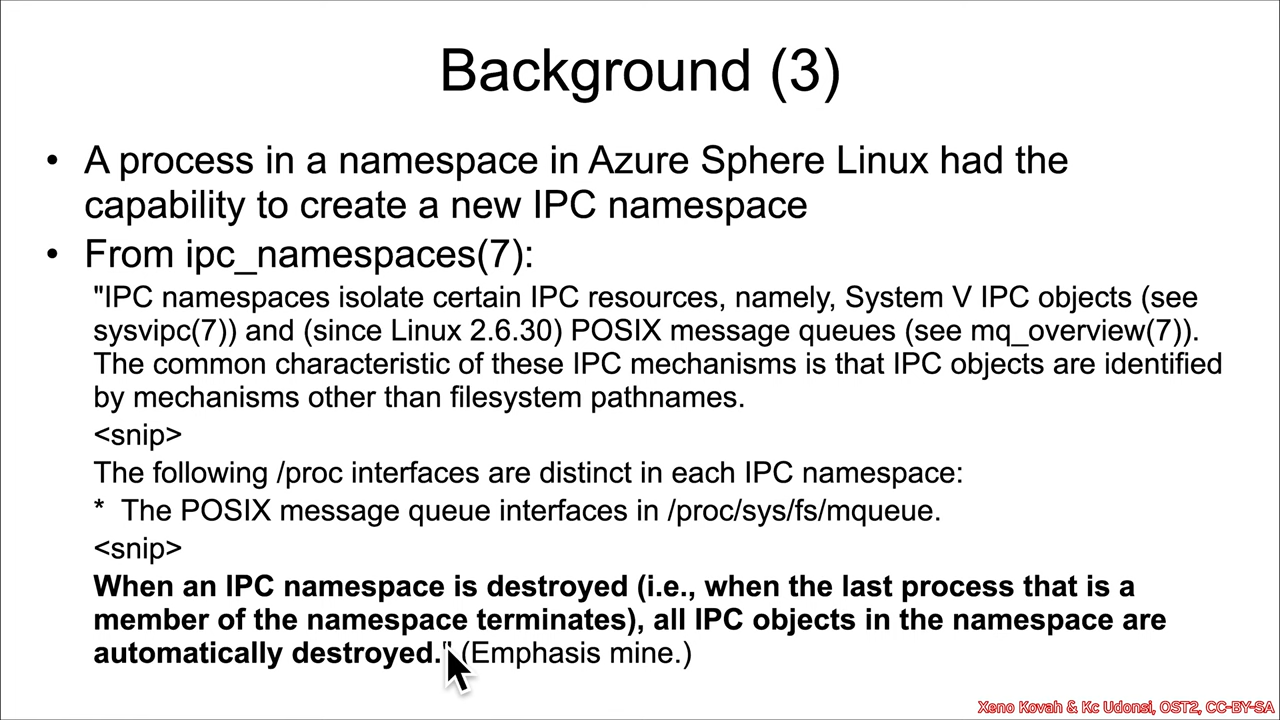 Background (3)
• A process in a namespace in Azure Sphere Linux had the
capability to create a new IPC namespace
• From ipc_namespaces(7):
"IPC namespaces isolate certain IPC resources, namely, System V IPC objects (see
sysvipc(7)) and (since Linux 2.6.30) POSIX message queues (see mq_overview(7)).
The common characteristic of these IPC mechanisms is that IPC objects are identified
by mechanisms other than filesystem pathnames.
<snip>
The following /proc interfaces are distinct in each IPC namespace:
* The POSIX message queue interfaces in /proc/sys/fs/mqueue.
<snip>
When an IPC namespace is destroyed (i.e., when the last process that is a
member of the namespace terminates), all IPC objects in the namespace are
automatically destroyed." (Emphasis mine.)
Xeno Kovah & Kc Udonsi, OST2, CC-BY-SA